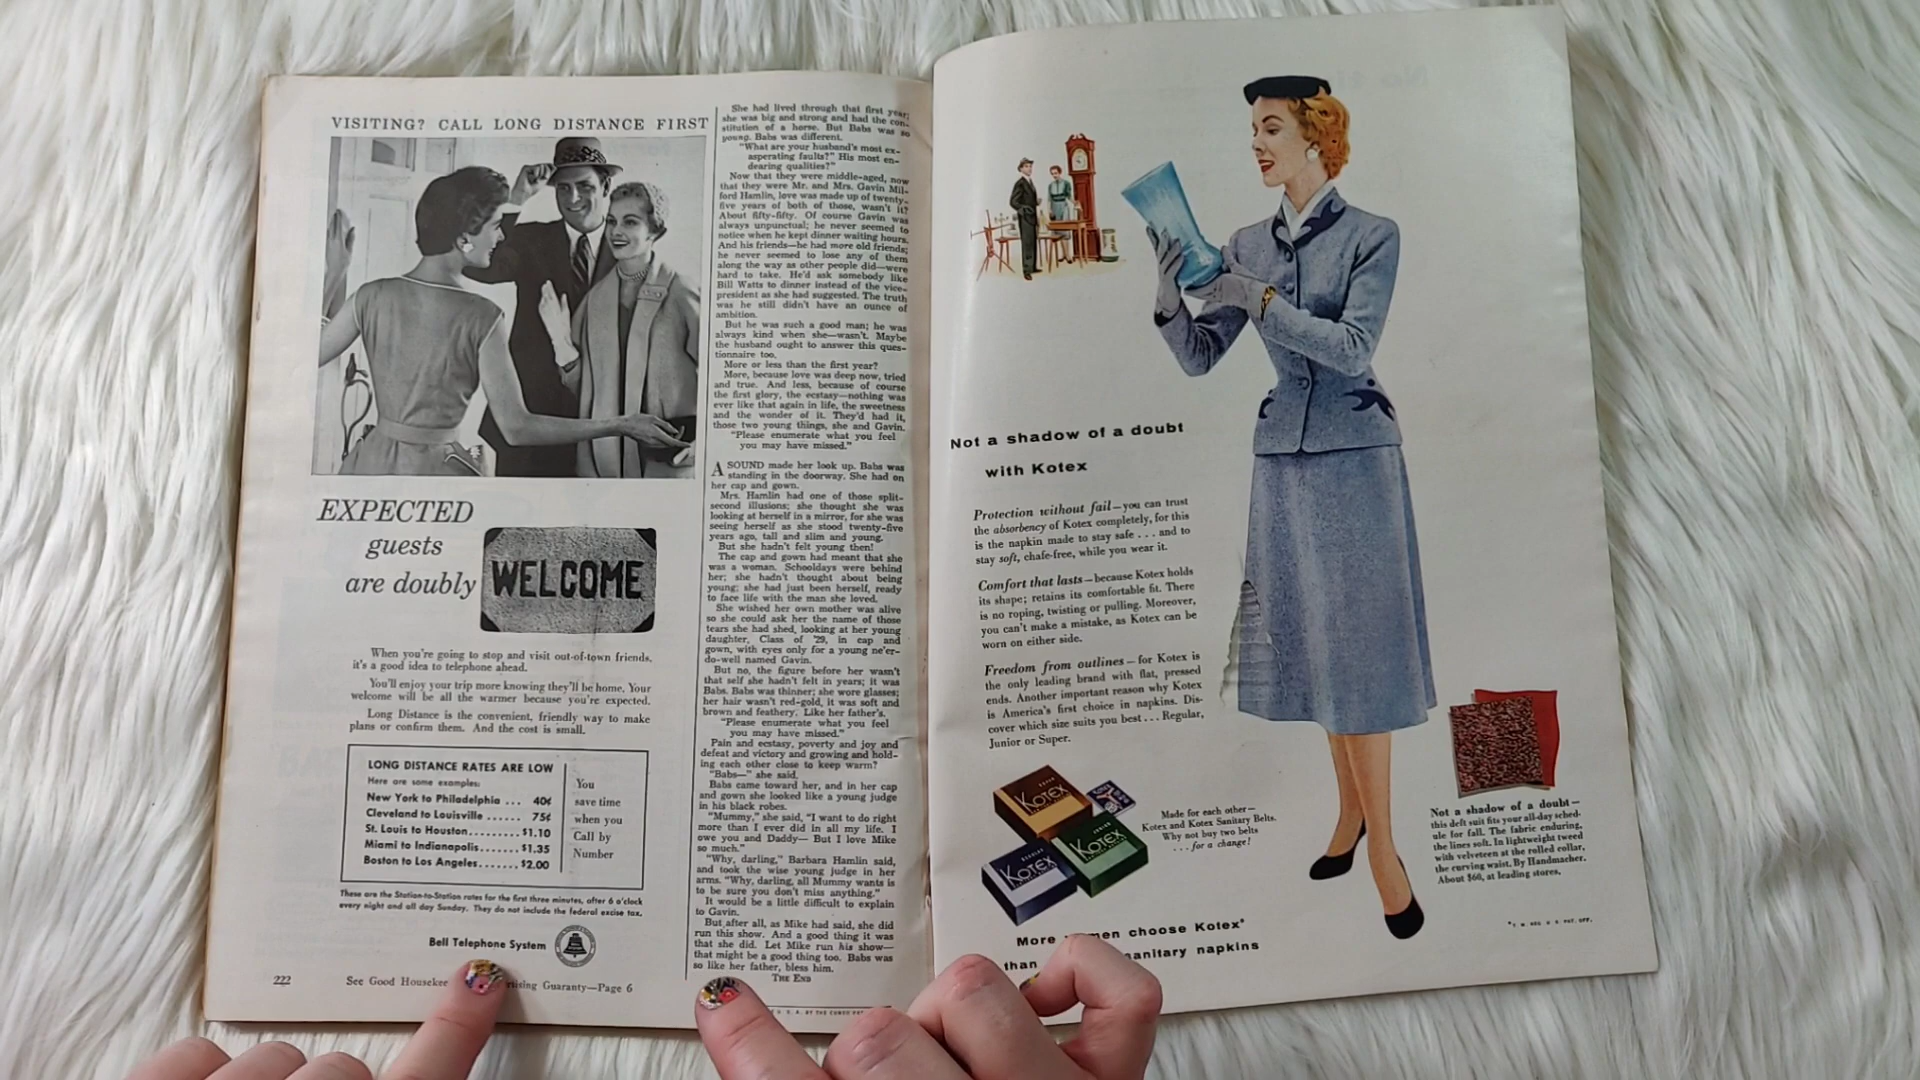 VISITING? CALL LONG DISTANCE FIRST
EXPECTED
guests
are doubly
WELCOME
When you're going to stop and visit out-of-town friends,
it's a good idea to telephone ahead.
You'll enjoy your trip more knowing they'll be home. Your
welcome will be all the warmer because you're expected.
Long Distance is the convenient, friendly way to make
plans or confirm them. And the cost is small.
LONG DISTANCE RATES ARE LOW
Here are some examples:
New York to Philadelphia ... 40¢
Cleveland to Louisville ...... 75¢
St. Louis to Houston......... $1.10
Miami to Indianapolis....... $1.35
Boston to Los Angeles....... $2.00
You
save time
when you
Call by
Number
These are the Station-to-Station rates for the first three minutes, after 6 o'clock
every night and all day Sunday. They do not include the federal excise tax.
Bell Telephone System
222
See Good Housekee rtising Guaranty—Page 6
She had lived through that first year;
she was big and strong and had the con-
stitution of a horse. But Babs was so
young. Babs was different.
"What are your husband's most ex-
asperating faults?" His most en-
dearing qualities?"
Now that they were middle-aged, now
that they were Mr. and Mrs. Gavin Mil-
ford Hamlin, love was made up of twenty-
five years of both of those, wasn't it?
About fifty-fifty. Of course Gavin was
always unpunctual; he never seemed to
notice when he kept dinner waiting hours.
And his friends—he had more old friends;
he never seemed to lose any of them
along the way as other people did—were
hard to take. He'd ask somebody like
Bill Watts to dinner instead of the vice-
president as she had suggested. The truth
was he still didn't have an ounce of
ambition.
But he was such a good man; he was
always kind when she—wasn't. Maybe
the husband ought to answer this ques-
tionnaire too.
More or less than the first year?
More, because love was deep now, tried
and true. And less, because of course
the first glory, the ecstasy—nothing was
ever like that again in life, the sweetness
and the wonder of it. They'd had it,
those two young things, she and Gavin.
"Please enumerate what you feel
you may have missed."
A SOUND made her look up. Babs was
standing in the doorway. She had on
her cap and gown.
Mrs. Hamlin had one of those split-
second illusions; she thought she was
looking at herself in a mirror, for she was
seeing herself as she stood twenty-five
years ago, tall and slim and young.
But she hadn't felt young then!
The cap and gown had meant that she
was a woman. Schooldays were behind
her; she hadn't thought about being
young; she had just been herself, ready
to face life with the man she loved.
She wished her own mother was alive
so she could ask her the name of those
tears she had shed, looking at her young
daughter, Class of '29, in cap and
gown, with eyes only for a young ne'er-
do-well named Gavin.
But no, the figure before her wasn't
that self she hadn't felt in years; it was
Babs. Babs was thinner; she wore glasses;
her hair wasn't red-gold, it was soft and
brown and feathery. Like her father's.
"Please enumerate what you feel
you may have missed."
Pain and ecstasy, poverty and joy and
defeat and victory and growing and hold-
ing each other close to keep warm?
"Babs—" she said.
Babs came toward her, and in her cap
and gown she looked like a young judge
in his black robes.
"Mummy," she said, "I want to do right
more than I ever did in all my life. I
owe you and Daddy— But I love Mike
so much."
"Why, darling," Barbara Hamlin said,
and took the wise young judge in her
arms. "Why, darling, all Mummy wants is
to be sure you don't miss anything."
It would be a little difficult to explain
to Gavin.
But after all, as Mike had said, she did
run this show. And a good thing it was
that she did. Let Mike run his show—
that might be a good thing too. Babs was
so like her father, bless him.
THE END
U. S. A. BY THE
Not a shadow of a doubt
with Kotex
Protection without fail—you can trust
the absorbency of Kotex completely, for this
is the napkin made to stay safe . . . and to
stay soft, chafe-free, while you wear it.
Comfort that lasts—because Kotex holds
its shape; retains its comfortable fit. There
is no roping, twisting or pulling. Moreover,
you can't make a mistake, as Kotex can be
worn on either side.
Freedom from outlines—for Kotex is
the only leading brand with flat, pressed
ends. Another important reason why Kotex
is America's first choice in napkins. Dis-
cover which size suits you best . . . Regular,
Junior or Super.
SUPER
KOTEX
JUNIOR
KOTEX
REGULAR
KOTEX
Made for each other—
Kotex and Kotex Sanitary Belts.
Why not buy two belts
. . . for a change!
More men choose Kotex*
than sanitary napkins
Not a shadow of a doubt—
this deft suit fits your all-day sched-
ule for fall. The fabric enduring,
the lines soft. In lightweight tweed
with velveteen at the rolled collar,
the curving waist. By Handmacher.
About $60, at leading stores.
*T. M. REG. U. S. PAT. OFF.